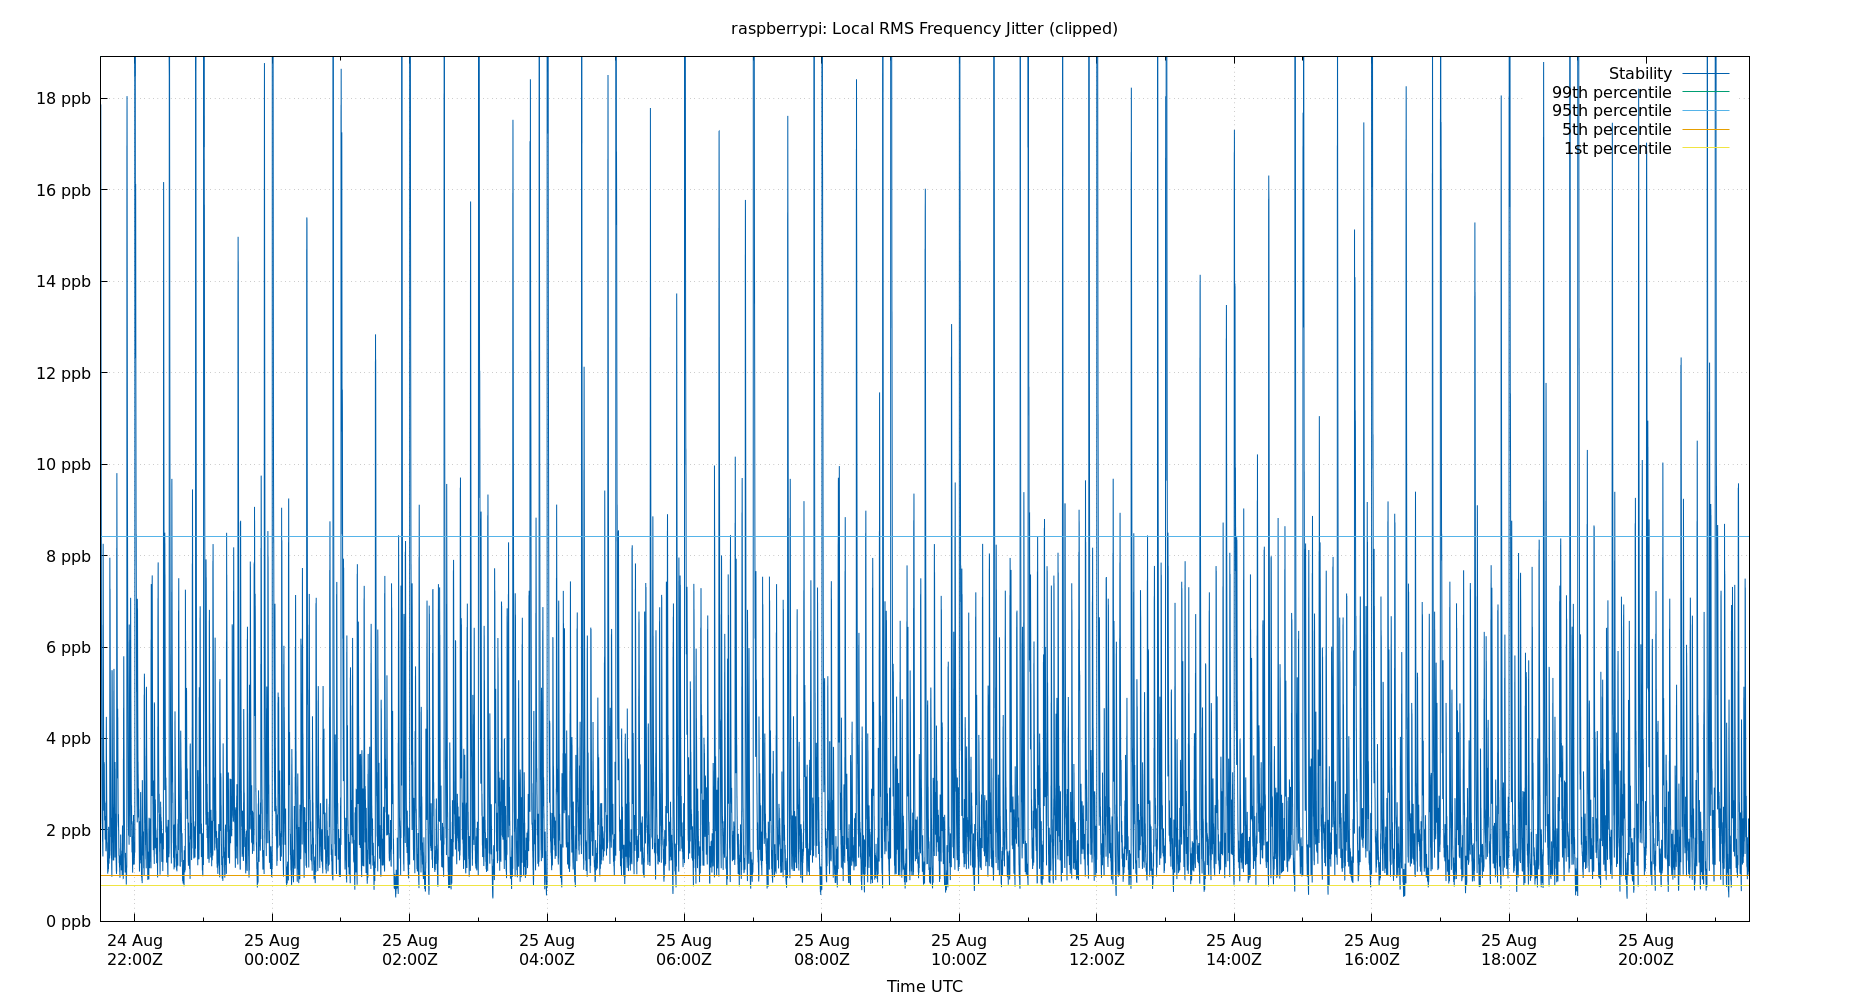 raspberrypi: Local RMS Frequency Jitter (clipped)
Stability
99th percentile
95th percentile
5th percentile
1st percentile
18 ppb
16 ppb
14 ppb
12 ppb
10 ppb
8 ppb
6 ppb
4 ppb
2 ppb
0 ppb
24 Aug 25 Aug 25 Aug 25 Aug 25 Aug 25 Aug 25 Aug 25 Aug 25 Aug 25 Aug 25 Aug 25 Aug
22:00Z 00:00Z 02:00Z 04:00Z 06:00Z 08:00Z 10:00Z 12:00Z 14:00Z 16:00Z 18:00Z 20:00Z
Time UTC